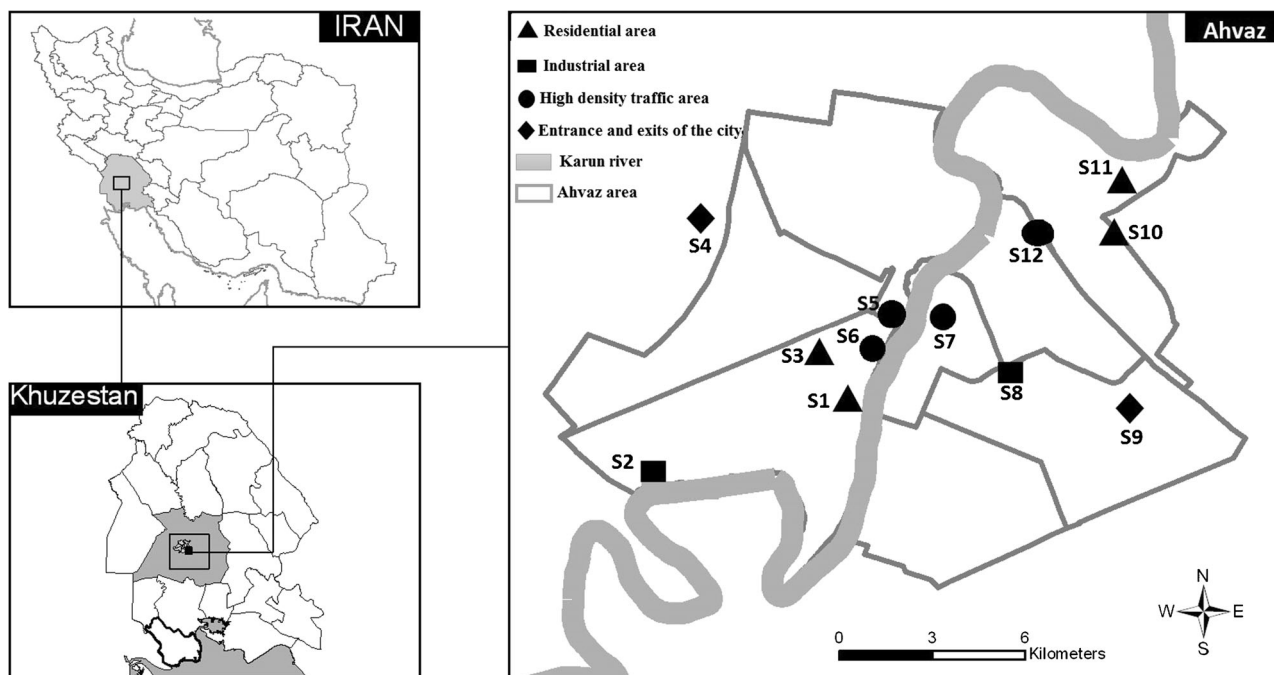 IRAN
Khuzestan
Ahvaz
Residential area
Industrial area
High density traffic area
Entrance and exits of the city
Karun river
Ahvaz area
S11
S10
S4
S12
S5
S7
S6
S3
S8
S1
S9
S2
N
W E
S
0 3 6
Kilometers